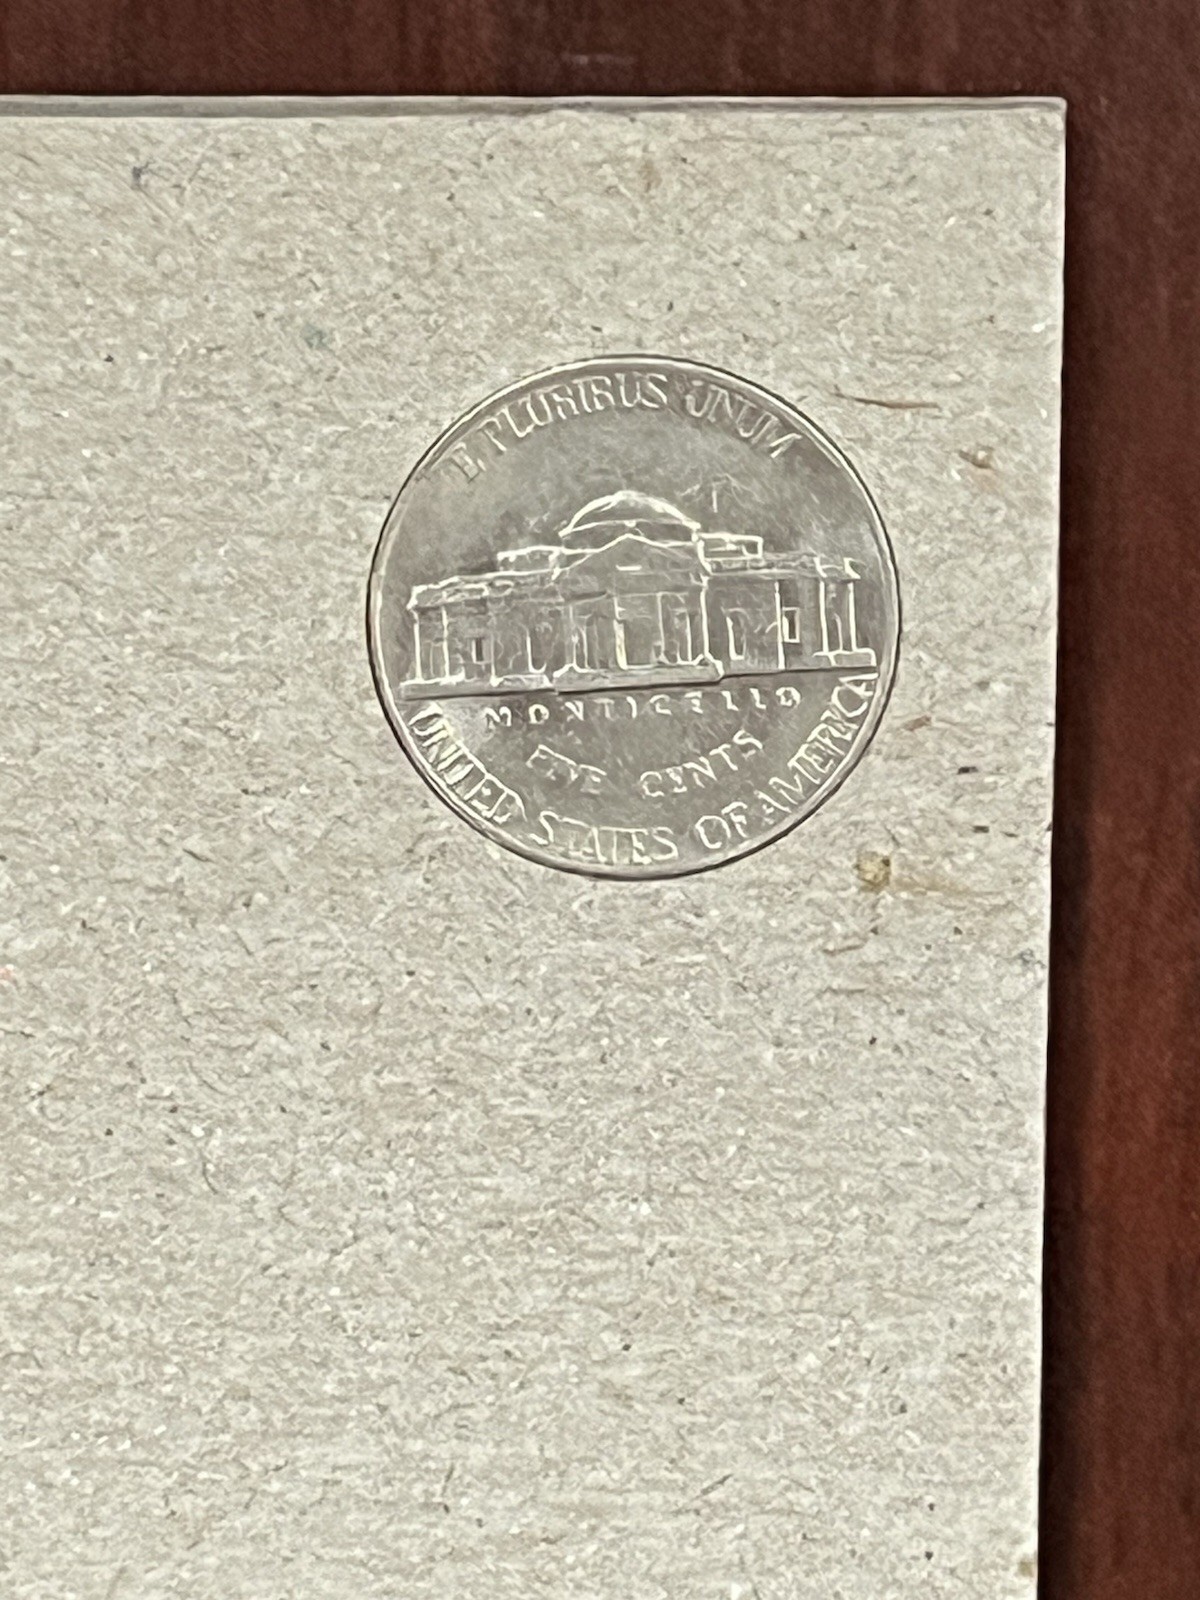 E PLURIBUS UNUM
MONTICELLO
FIVE CENTS
UNITED STATES OF AMERICA